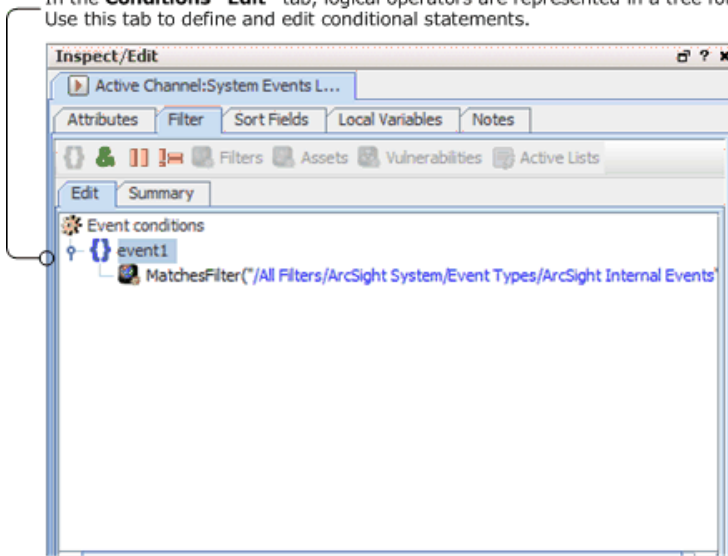 In the Conditions "Edit" tab, logical operators are represented in a tree
Use this tab to define and edit conditional statements.
Inspect/Edit
Active Channel:System Events L...
Attributes Filter Sort Fields Local Variables Notes
Filters Assets Vulnerabilities Active Lists
Edit Summary
Event conditions
event1
MatchesFilter("/All Filters/ArcSight System/Event Types/ArcSight Internal Events"